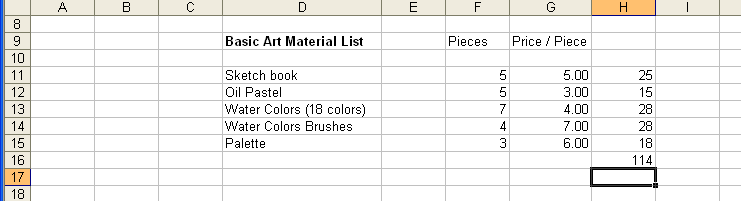 A B C D E F G H I
8
9 Basic Art Material List Pieces Price / Piece
10
11 Sketch book 5 5.00 25
12 Oil Pastel 5 3.00 15
13 Water Colors (18 colors) 7 4.00 28
14 Water Colors Brushes 4 7.00 28
15 Palette 3 6.00 18
16 114
17
18